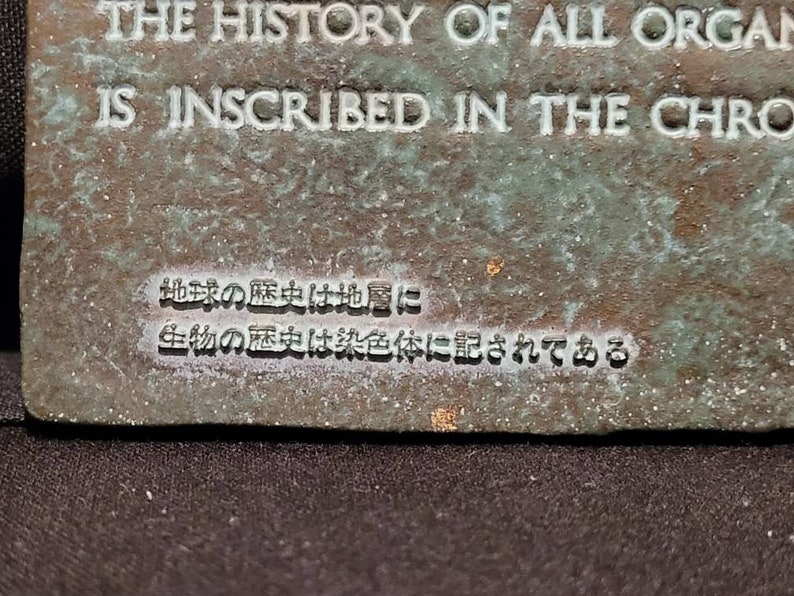 THE HISTORY OF ALL ORGAN
IS INSCRIBED IN THE CHRO
地球の歴史は地層に
生物の歴史は染色体に記されてある